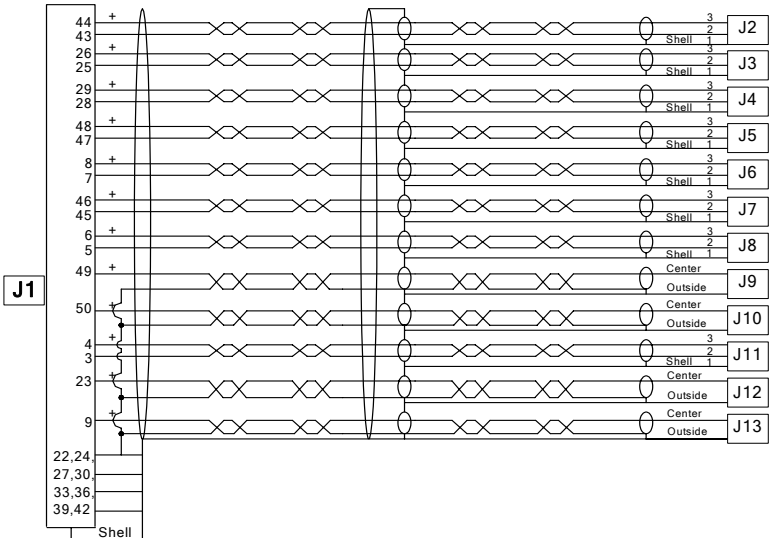 44 + 3 J2
43 2
Shell 1
26 + 3 J3
25 2
Shell 1
29 + 3 J4
28 2
Shell 1
48 + 3 J5
47 2
Shell 1
8 + 3 J6
7 2
Shell 1
46 + 3 J7
45 2
Shell 1
6 + 3 J8
5 2
Shell 1
49 + Center J9
J1
Outside
50 + Center J10
Outside
4 + 3 J11
3 2
Shell 1
23 + Center J12
Outside
9 + Center J13
Outside
22,24,
27,30,
33,36,
39,42
Shell